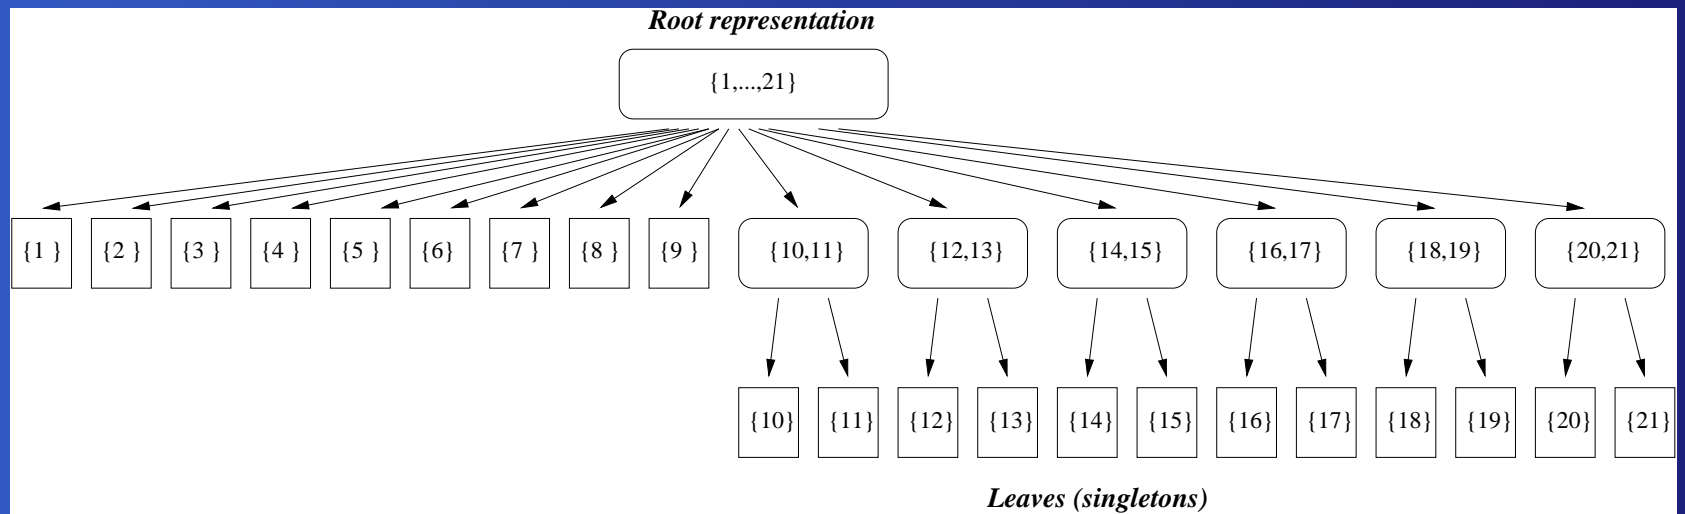 Root representation
{1,...,21}
{1 } {2 } {3 } {4 } {5 } {6} {7 } {8 } {9 } {10,11} {12,13} {14,15} {16,17} {18,19} {20,21}
{10} {11} {12} {13} {14} {15} {16} {17} {18} {19} {20} {21}
Leaves (singletons)